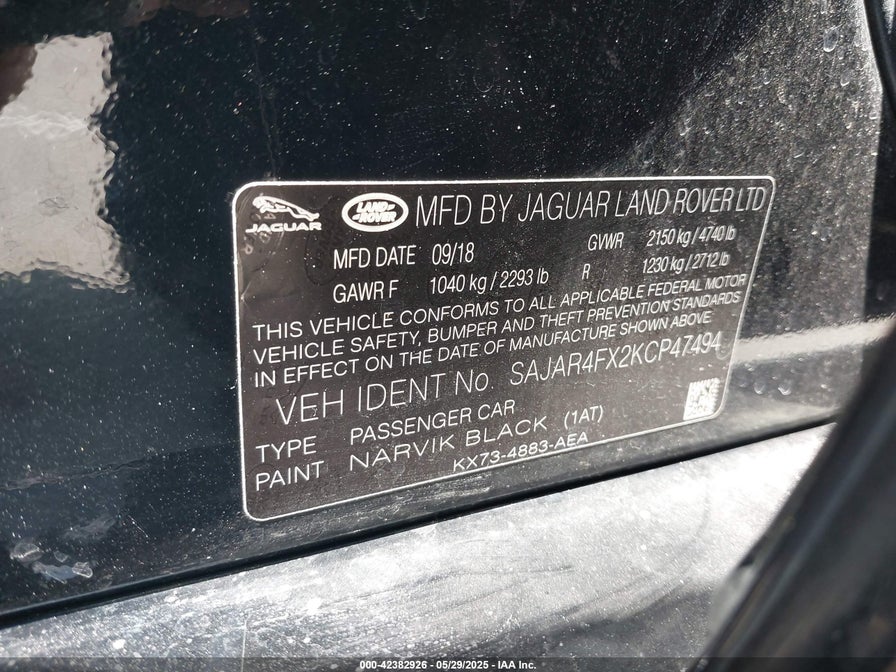 JAGUAR LAND ROVER MFD BY JAGUAR LAND ROVER LTD
MFD DATE 09/18 GVWR 2150 kg / 4740 lb
GAWR F 1040 kg / 2293 lb R 1230 kg / 2712 lb
THIS VEHICLE CONFORMS TO ALL APPLICABLE FEDERAL MOTOR
VEHICLE SAFETY, BUMPER AND THEFT PREVENTION STANDARDS
IN EFFECT ON THE DATE OF MANUFACTURE SHOWN ABOVE:
VEH IDENT No. SAJAR4FX2KCP47494
TYPE PASSENGER CAR
PAINT NARVIK BLACK (1AT)
KX73-4883-AEA
000-42382926 - 05/29/2025 - IAA Inc.